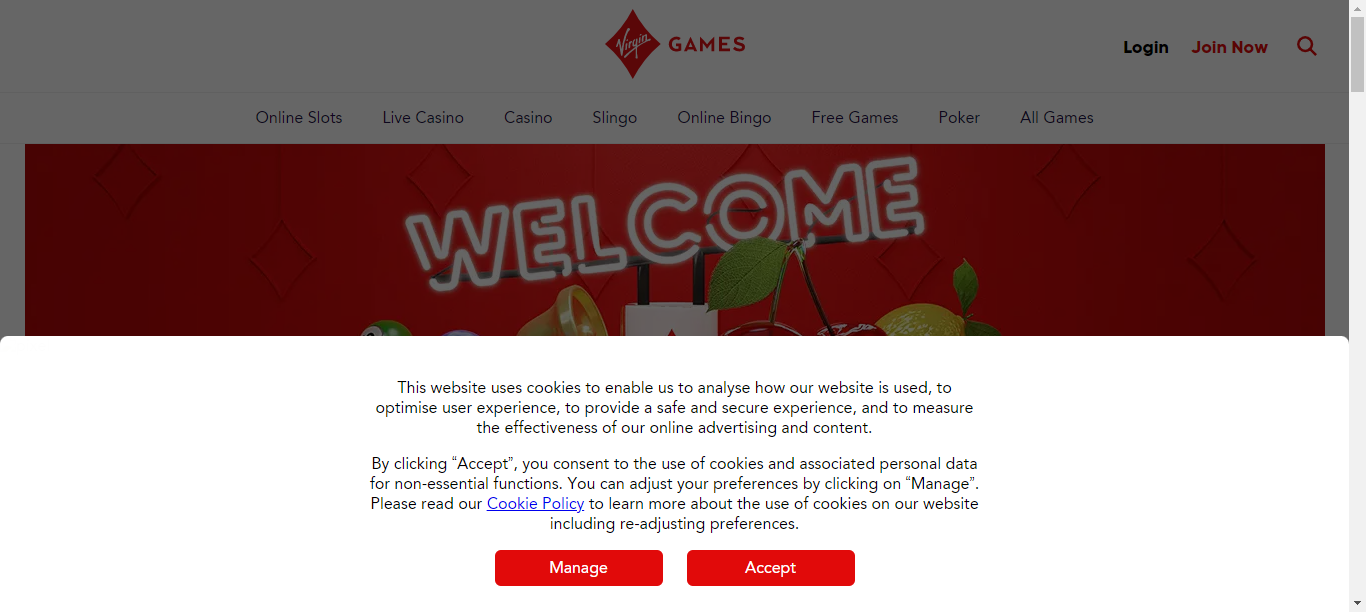 Virgin GAMES
Login Join Now
Online Slots Live Casino Casino Slingo Online Bingo Free Games Poker All Games
WELCOME
This website uses cookies to enable us to analyse how our website is used, to
optimise user experience, to provide a safe and secure experience, and to measure
the effectiveness of our online advertising and content.
By clicking “Accept”, you consent to the use of cookies and associated personal data
for non-essential functions. You can adjust your preferences by clicking on “Manage”.
Please read our Cookie Policy to learn more about the use of cookies on our website
including re-adjusting preferences.
Manage Accept